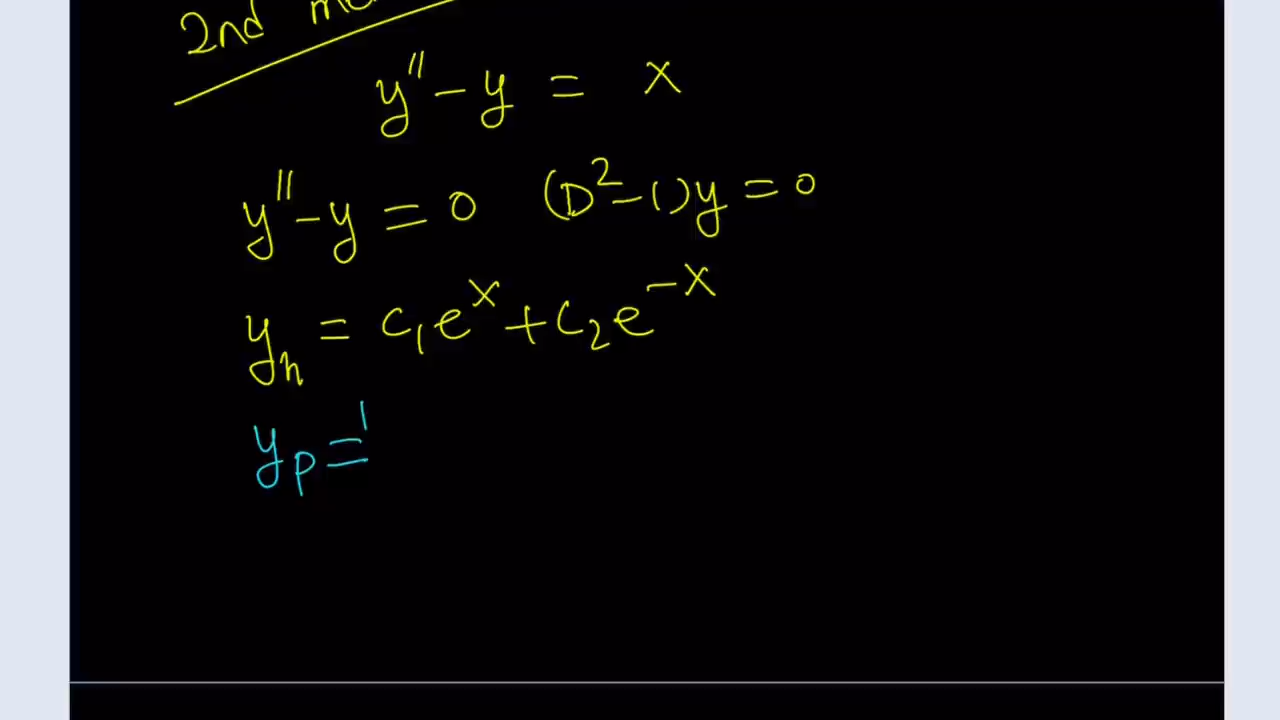 2nd
y'' - y = x
y'' - y = 0 (D² - 1)y = 0
yₕ = c₁eˣ + c₂e⁻ˣ
yₚ =